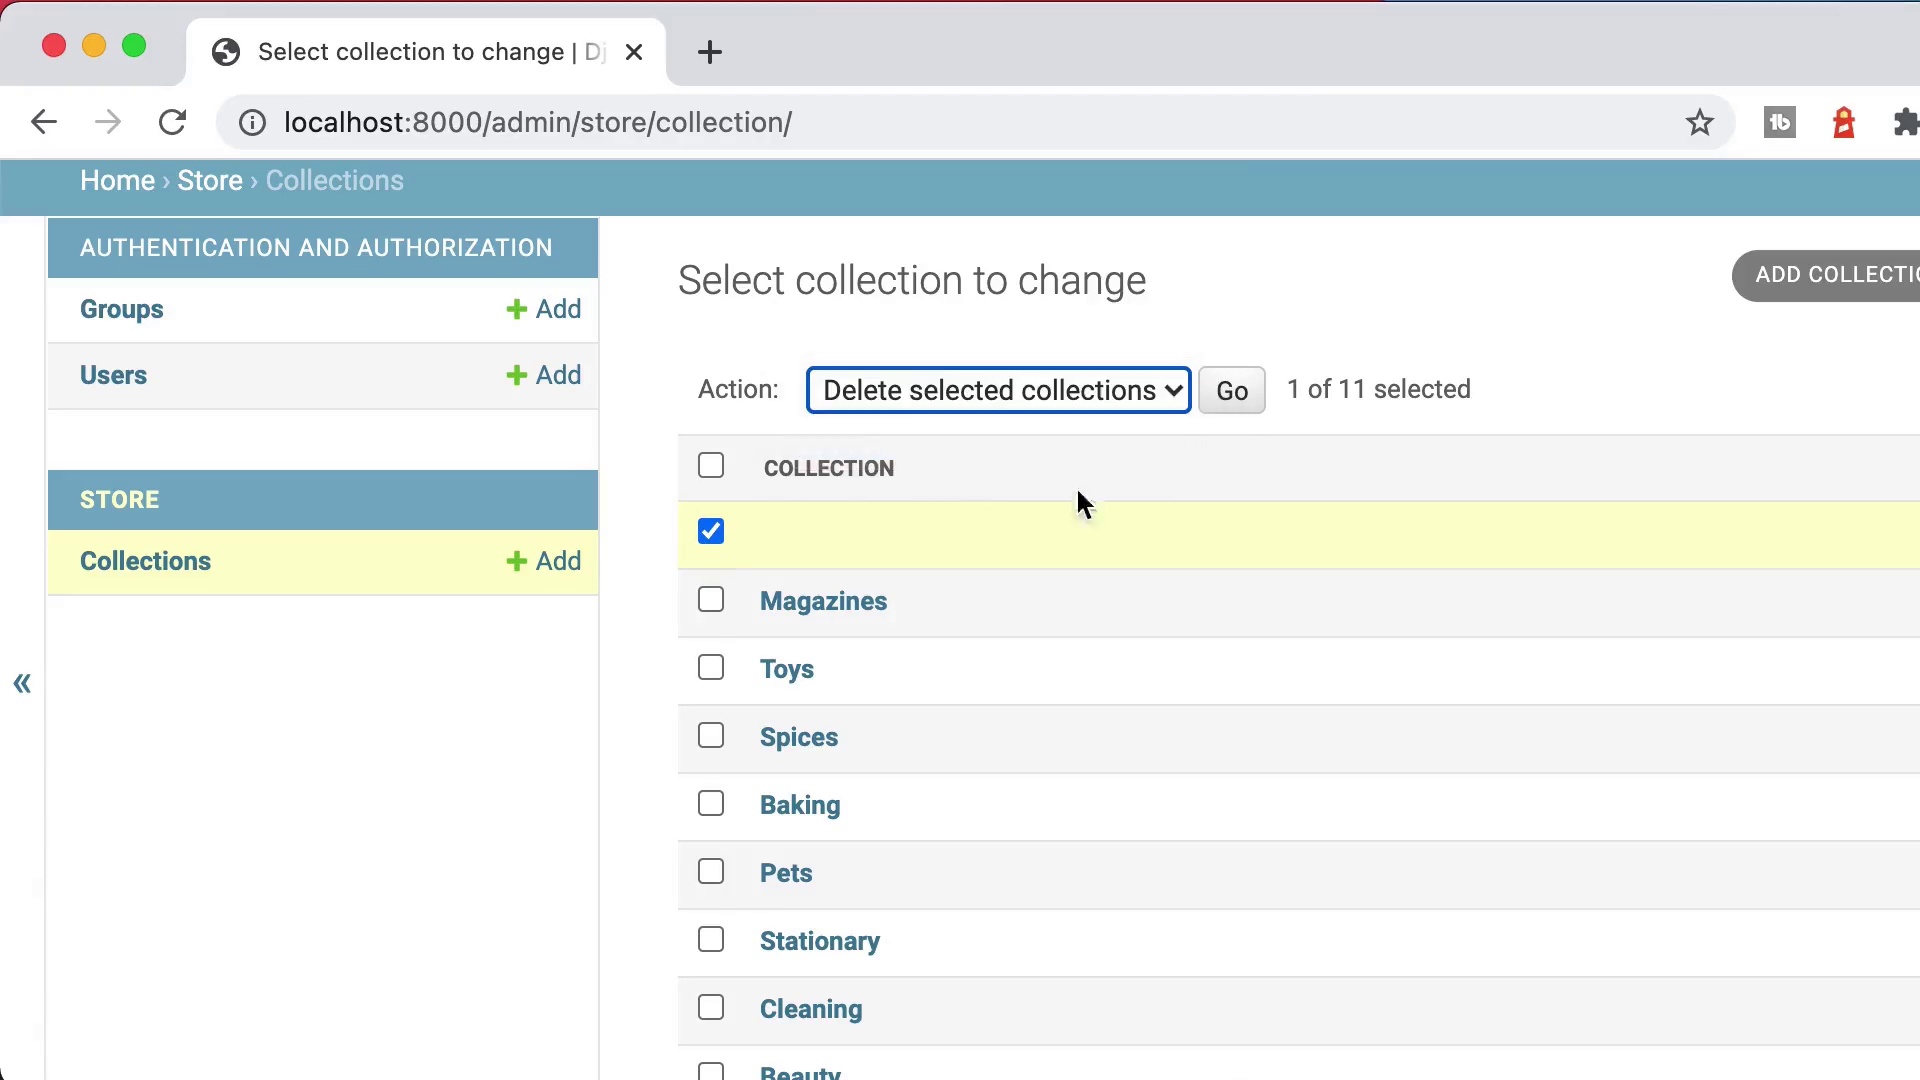 Select collection to change | Dj
localhost:8000/admin/store/collection/
Home › Store › Collections
AUTHENTICATION AND AUTHORIZATION
Groups + Add
Users + Add
STORE
Collections + Add
«
Select collection to change
ADD COLLECTIO
Action: Delete selected collections Go 1 of 11 selected
COLLECTION
Magazines
Toys
Spices
Baking
Pets
Stationary
Cleaning
Beauty